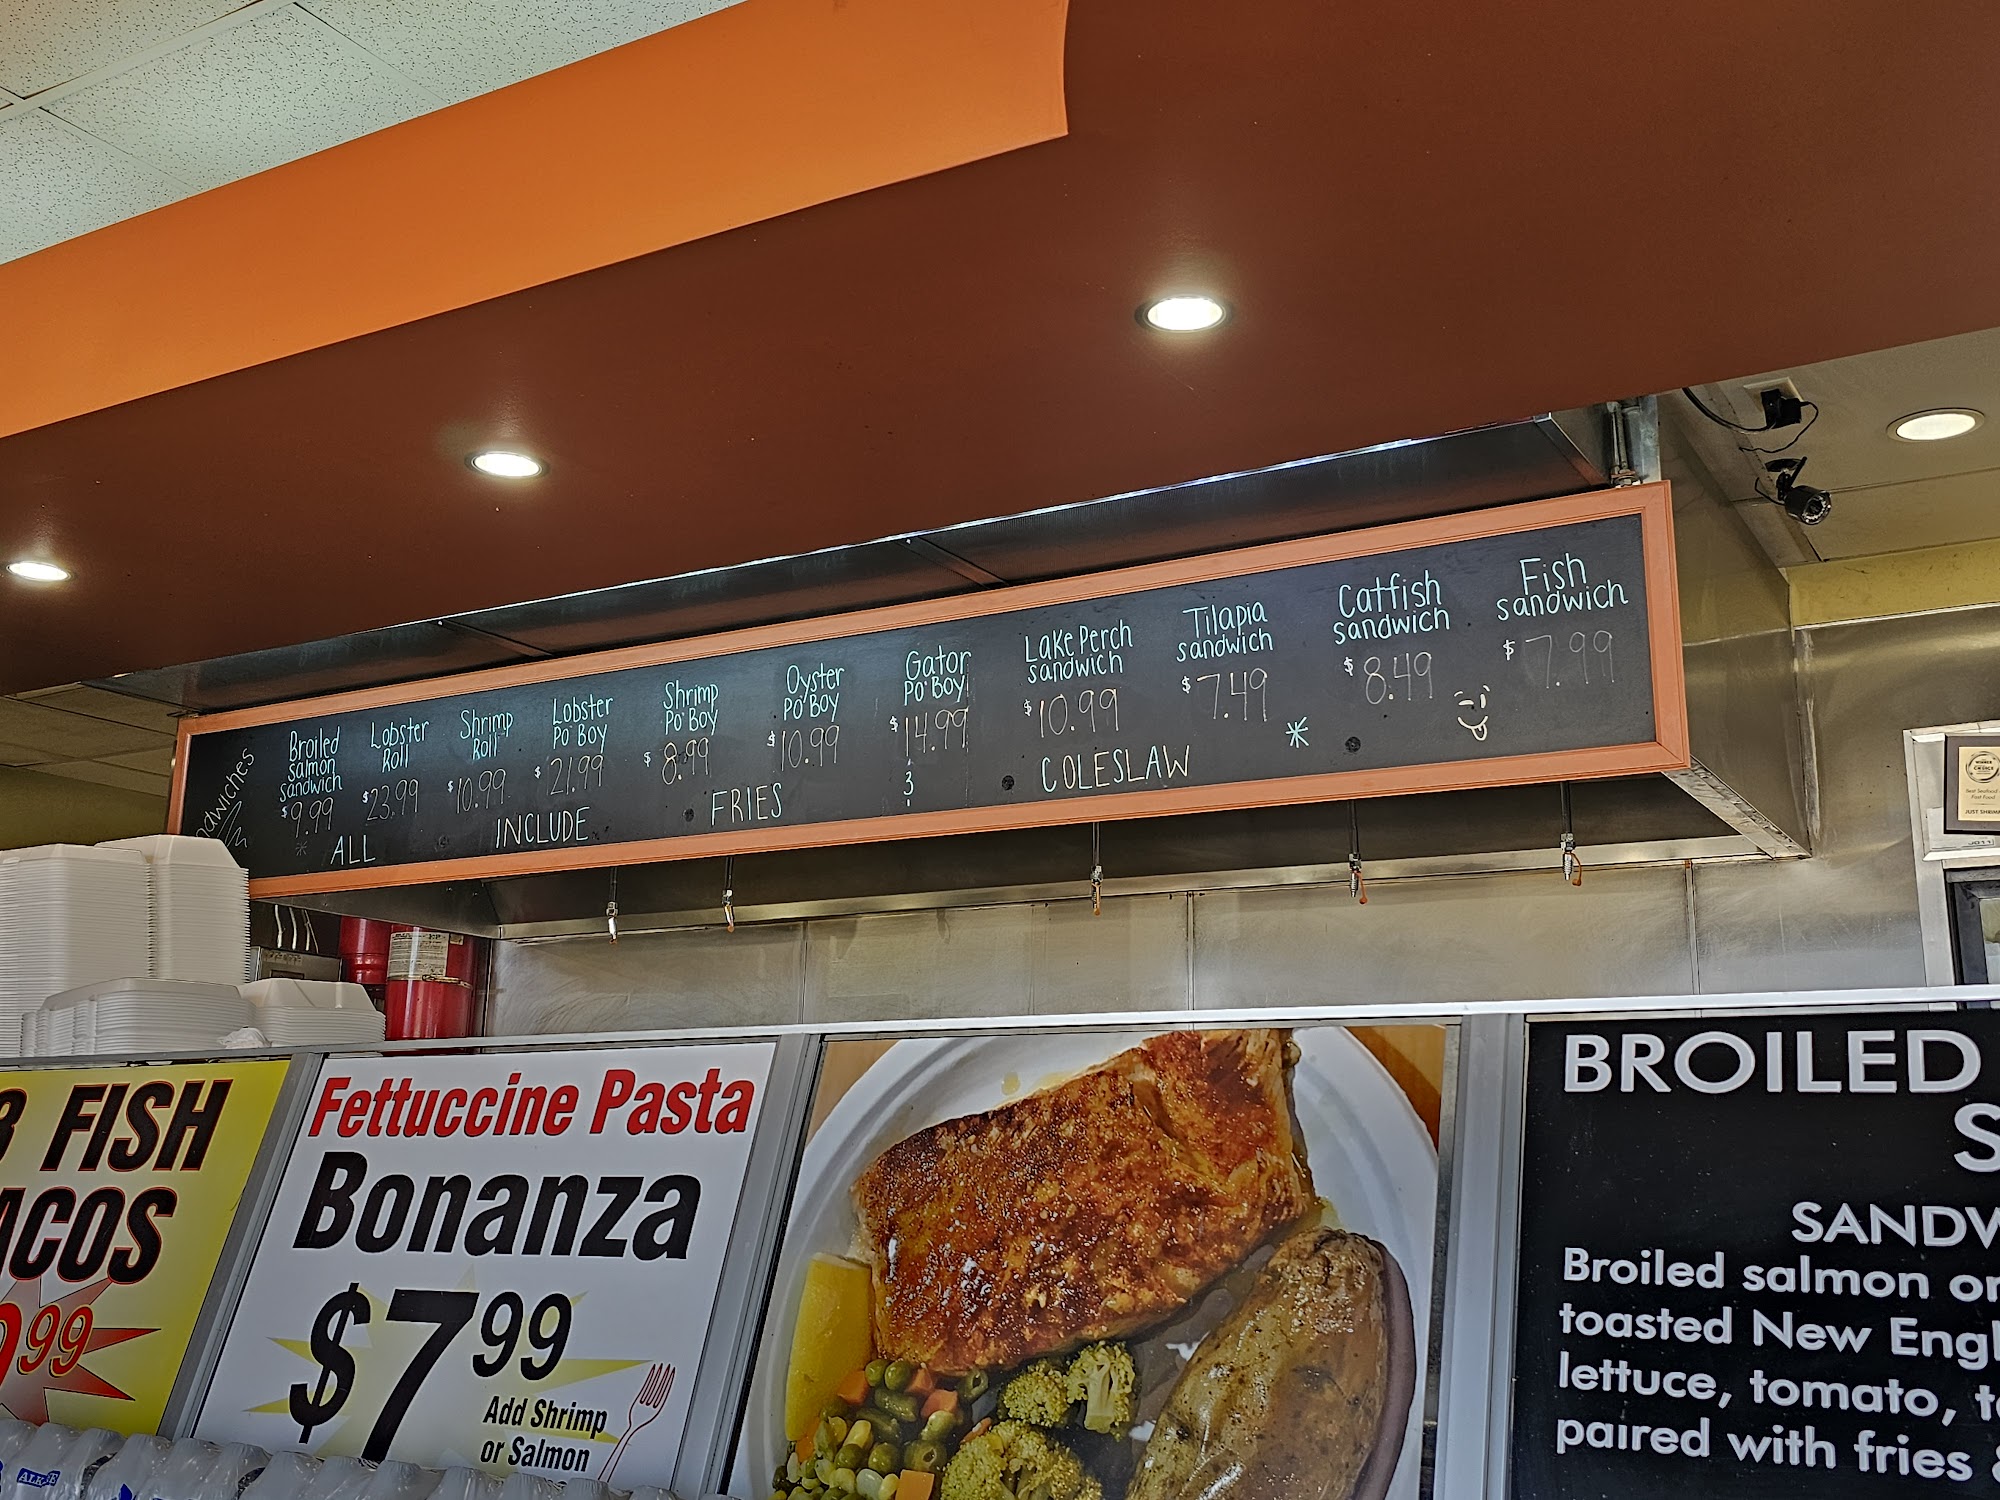 Broiled
salmon
sandwich
$9.99
Lobster
Roll
$23.99
Shrimp
Roll
$10.99
Lobster
Po' Boy
$21.99
Shrimp
Po' Boy
$8.99
Oyster
Po' Boy
$10.99
Gator
Po' Boy
$14.99
Lake Perch
sandwich
$10.99
Tilapia
sandwich
$7.49
Catfish
sandwich
$8.49
Fish
sandwich
$7.99
* ALL INCLUDE FRIES & COLESLAW *
FISH
ACOS
99
Fettuccine Pasta
Bonanza
$7.99
Add Shrimp
or Salmon
BROILED
S
SANDW
Broiled salmon on
toasted New Engl
lettuce, tomato, t
paired with fries &